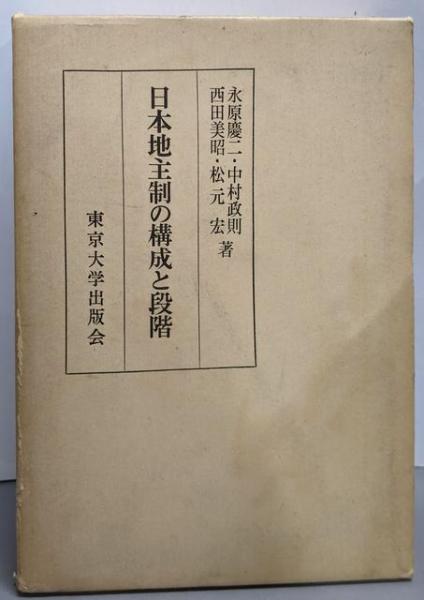 永原慶二・中村政則
西田美昭・松元宏 著
日本地主制の構成と段階
東京大学出版会